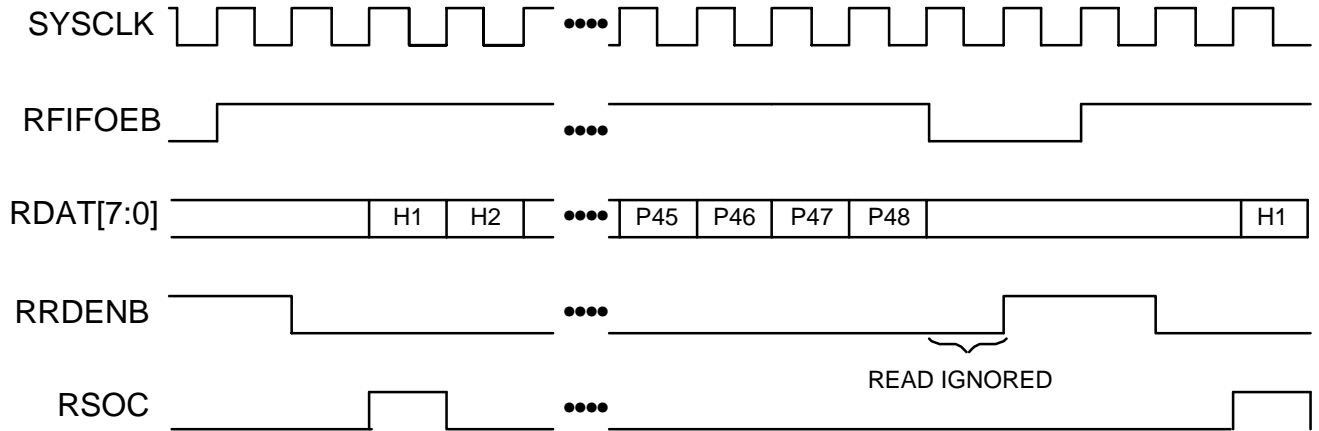 SYSCLK
RFIFOEB
RDAT[7:0] H1 H2 P45 P46 P47 P48 H1
RRDENB
READ IGNORED
RSOC